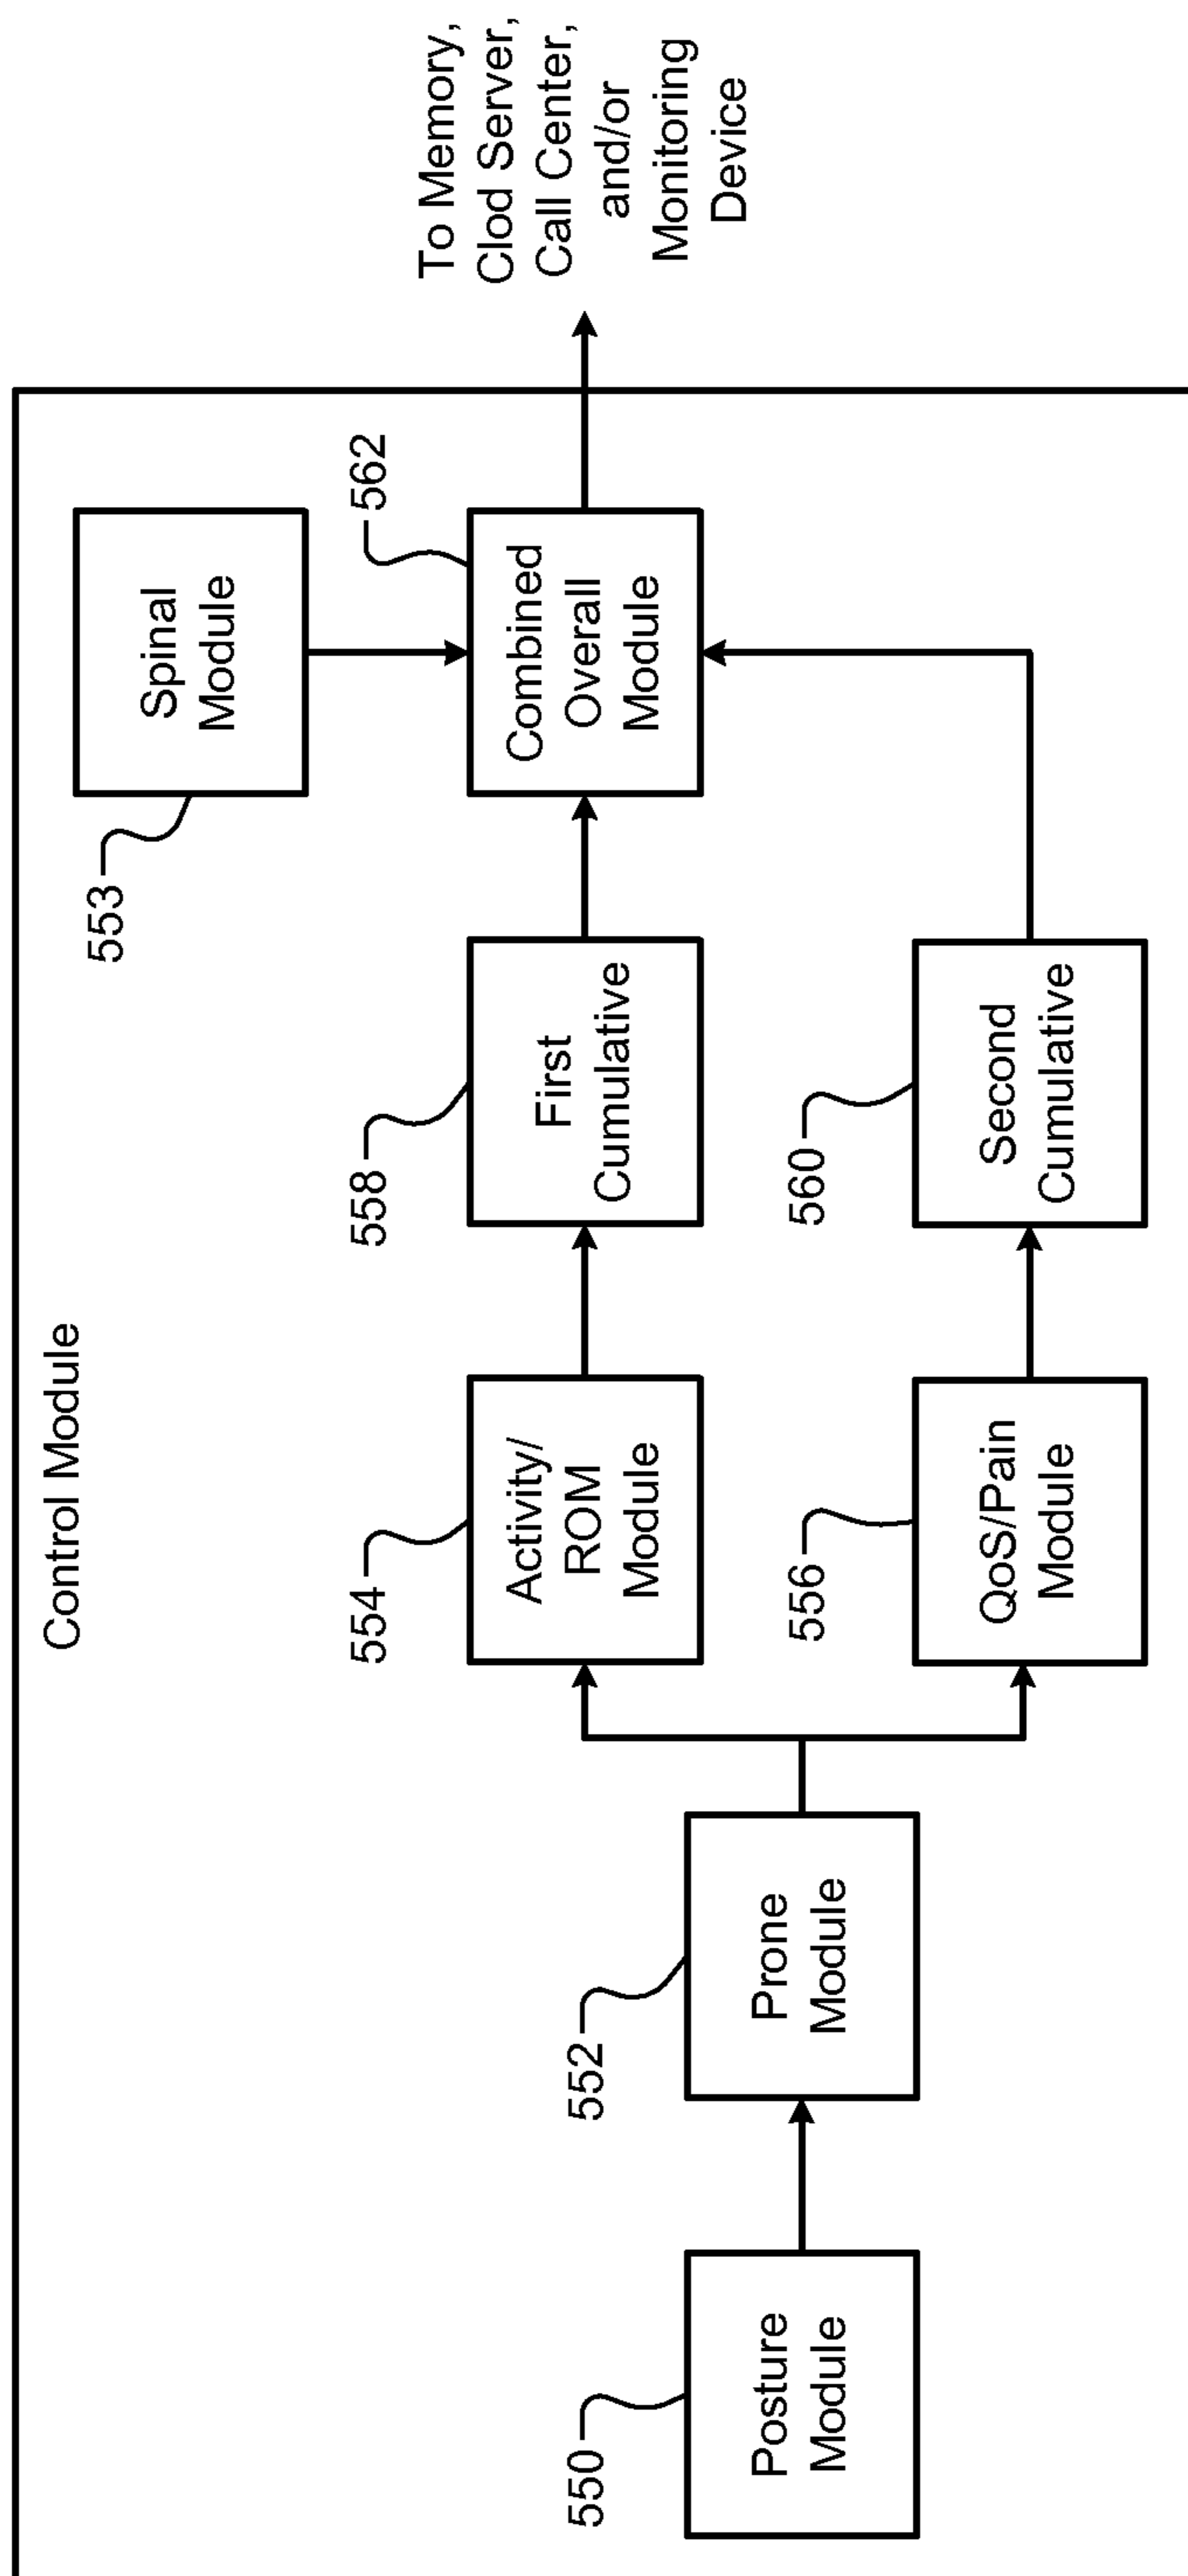 Control Module
553
Spinal
Module
554
Activity/
ROM
Module
558
First
Cumulative
562
Combined
Overall
Module
To Memory,
Clod Server,
Call Center,
and/or
Monitoring
Device
550
Posture
Module
552
Prone
Module
556
QoS/Pain
Module
560
Second
Cumulative